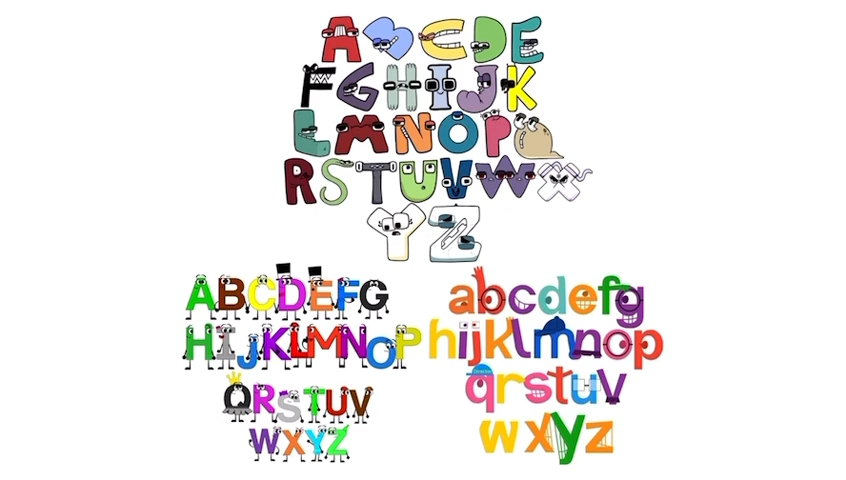 ABCDE
FGHIJK
LMNOPQ
RSTUVWX
YZ
ABCDEFG
HIJKLMNOP
QRSTUV
WXYZ
abcdefg
hijklmnop
qrstuv
wxyz